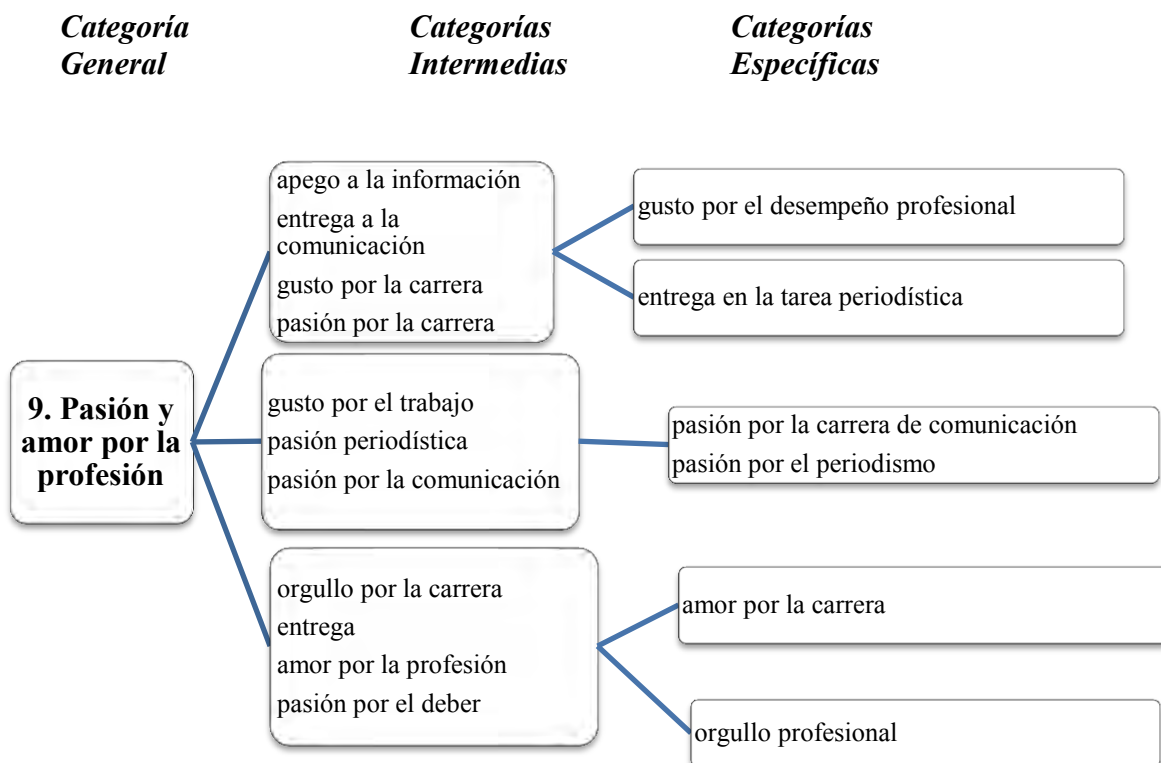 Categoría
General
Categorías
Intermedias
Categorías
Específicas
9. Pasión y
amor por la
profesión
apego a la información
entrega a la
comunicación
gusto por la carrera
pasión por la carrera
gusto por el desempeño profesional
entrega en la tarea periodística
gusto por el trabajo
pasión periodística
pasión por la comunicación
pasión por la carrera de comunicación
pasión por el periodismo
orgullo por la carrera
entrega
amor por la profesión
pasión por el deber
amor por la carrera
orgullo profesional